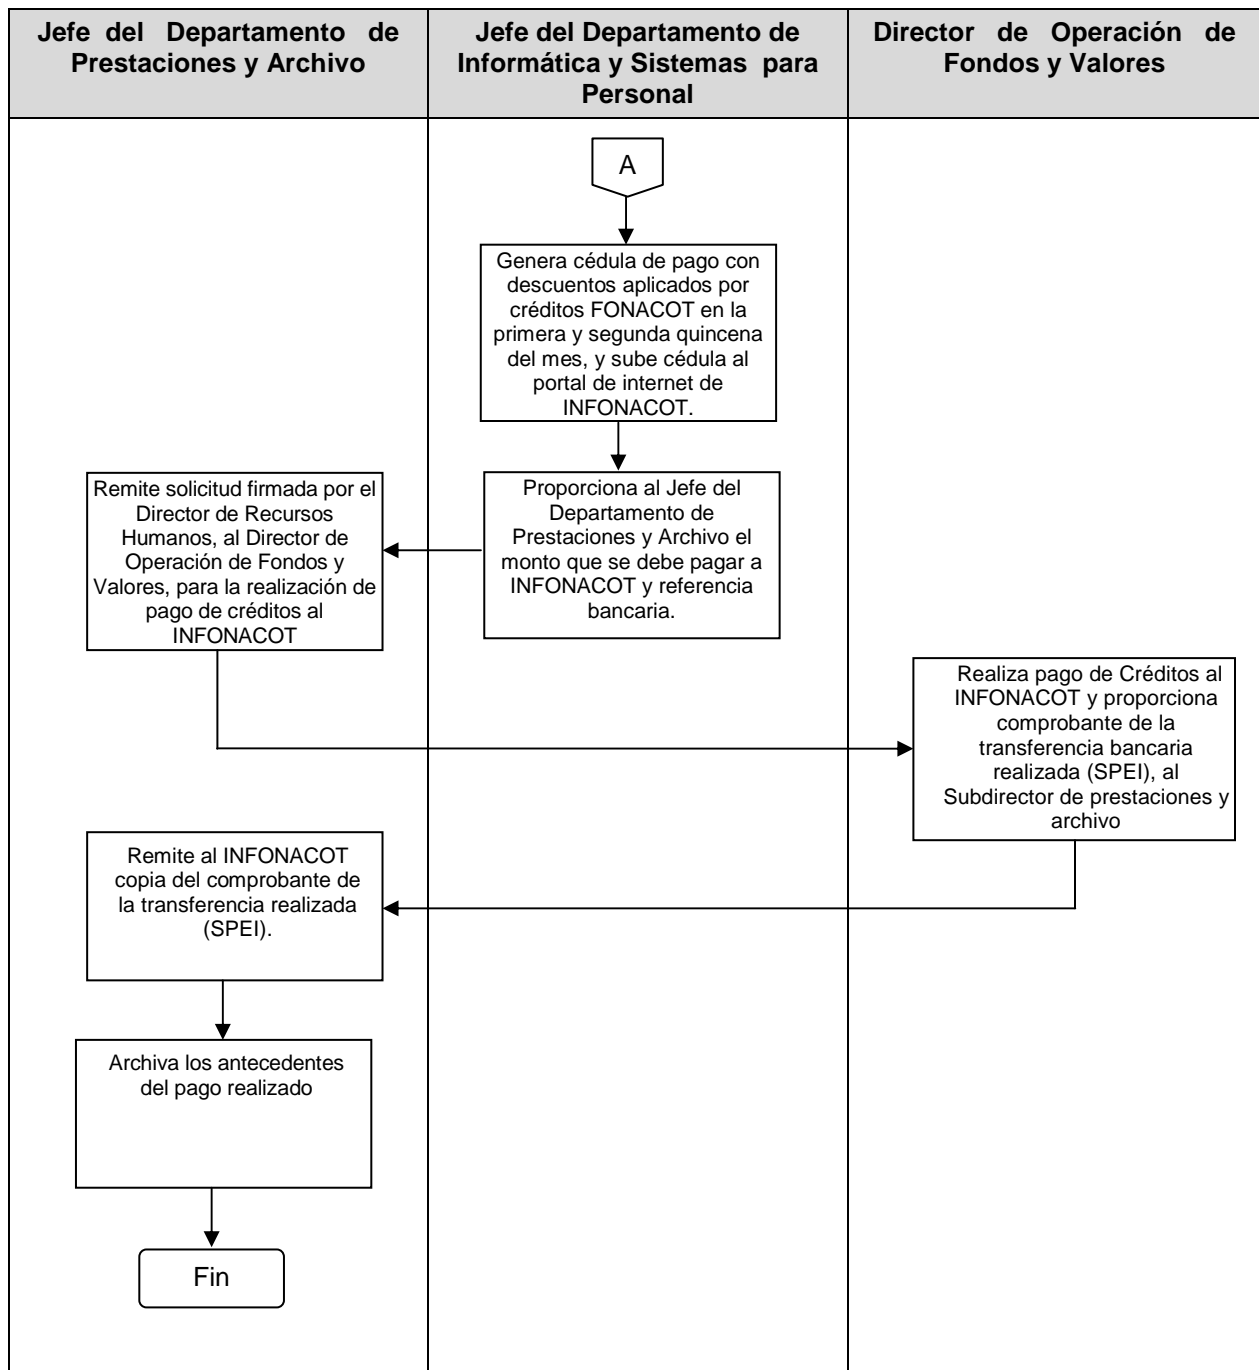 Jefe del Departamento de
Prestaciones y Archivo
Jefe del Departamento de
Informática y Sistemas para
Personal
Director de Operación de
Fondos y Valores
A
Genera cédula de pago con
descuentos aplicados por
créditos FONACOT en la
primera y segunda quincena
del mes, y sube cédula al
portal de internet de
INFONACOT.
Proporciona al Jefe del
Departamento de
Prestaciones y Archivo el
monto que se debe pagar a
INFONACOT y referencia
bancaria.
Remite solicitud firmada por el
Director de Recursos
Humanos, al Director de
Operación de Fondos y
Valores, para la realización de
pago de créditos al
INFONACOT
Realiza pago de Créditos al
INFONACOT y proporciona
comprobante de la
transferencia bancaria
realizada (SPEI), al
Subdirector de prestaciones y
archivo
Remite al INFONACOT
copia del comprobante de
la transferencia realizada
(SPEI).
Archiva los antecedentes
del pago realizado
Fin